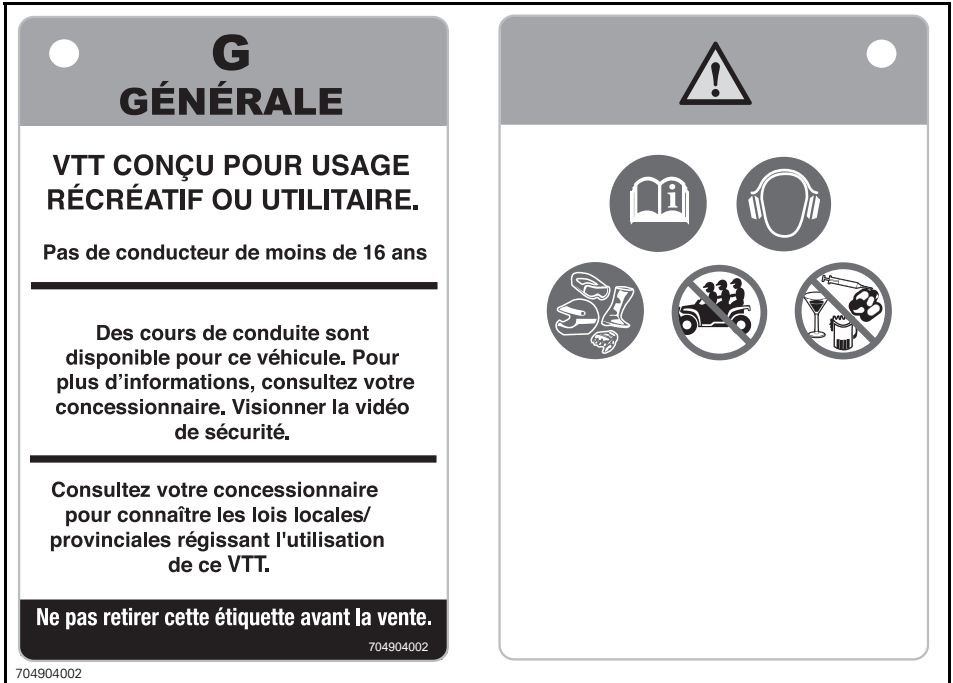 G
GÉNÉRALE
VTT CONÇU POUR USAGE
RÉCRÉATIF OU UTILITAIRE.
Pas de conducteur de moins de 16 ans
Des cours de conduite sont
disponible pour ce véhicule. Pour
plus d’informations, consultez votre
concessionnaire. Visionner la vidéo
de sécurité.
Consultez votre concessionnaire
pour connaître les lois locales/
provinciales régissant l'utilisation
de ce VTT.
Ne pas retirer cette étiquette avant la vente.
704904002
704904002
!
i